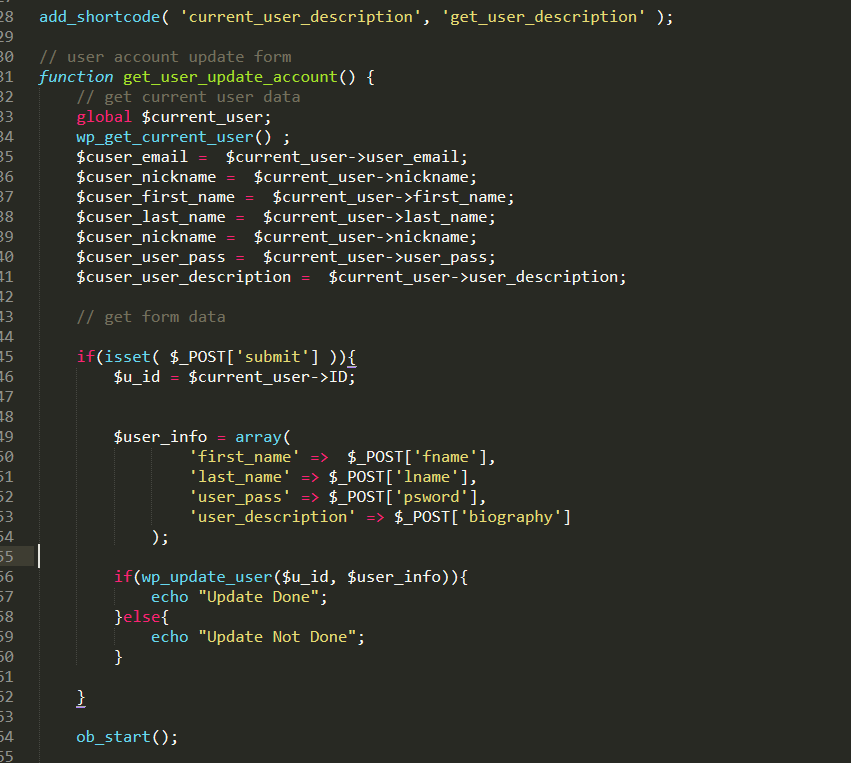 28 add_shortcode( 'current_user_description', 'get_user_description' );
29
30 // user account update form
31 function get_user_update_account() {
32 // get current user data
33 global $current_user;
34 wp_get_current_user() ;
35 $cuser_email =  $current_user->user_email;
36 $cuser_nickname =  $current_user->nickname;
37 $cuser_first_name =  $current_user->first_name;
38 $cuser_last_name =  $current_user->last_name;
39 $cuser_nickname =  $current_user->nickname;
40 $cuser_user_pass =  $current_user->user_pass;
41 $cuser_user_description =  $current_user->user_description;
42
43 // get form data
44
45 if(isset( $_POST['submit'] )){
46 $u_id = $current_user->ID;
47
48
49 $user_info = array(
50 'first_name' =>  $_POST['fname'],
51 'last_name' => $_POST['lname'],
52 'user_pass' => $_POST['psword'],
53 'user_description' => $_POST['biography']
54 );
55
56 if(wp_update_user($u_id, $user_info)){
57 echo "Update Done";
58 }else{
59 echo "Update Not Done";
60 }
61
62 }
63
64 ob_start();
65